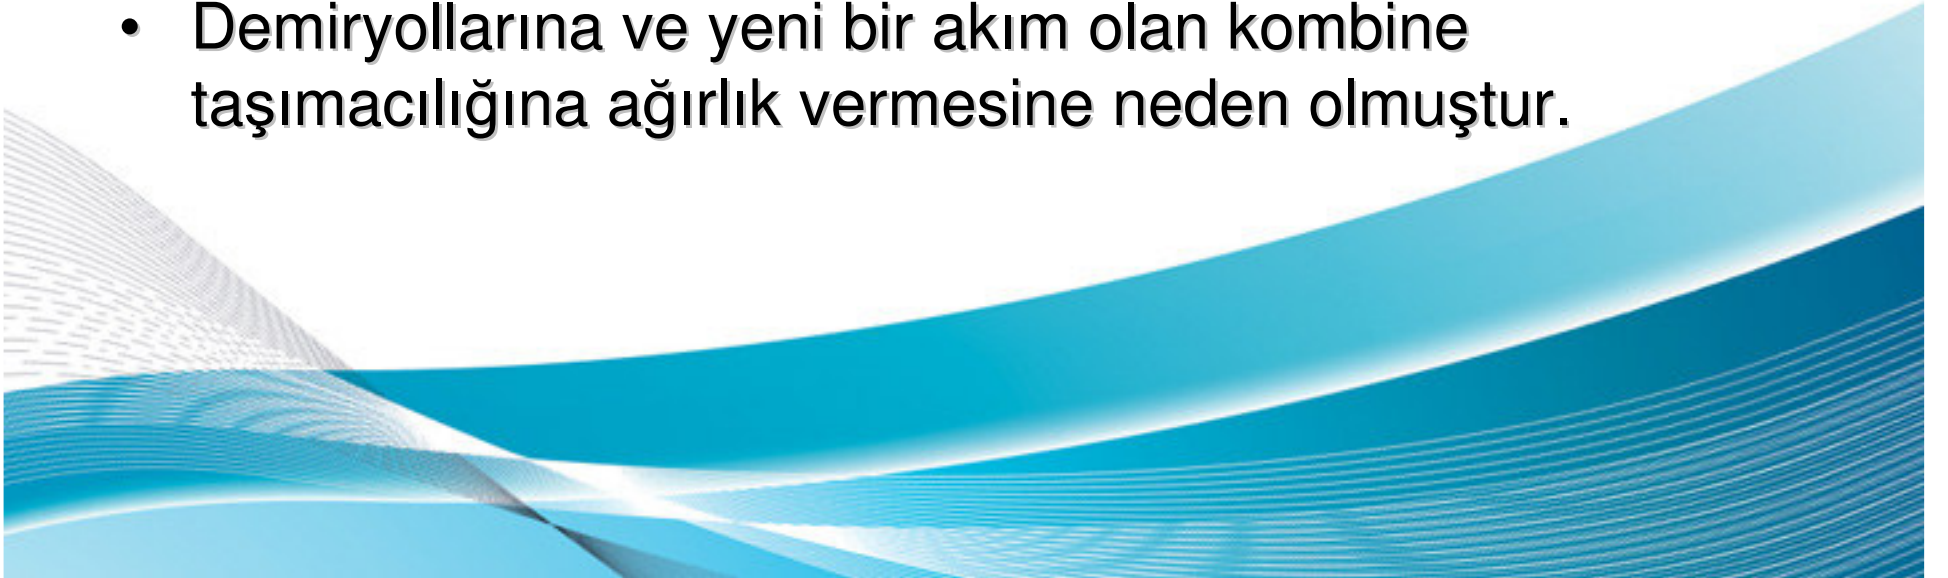 • Demiryollarına ve yeni bir akım olan kombine
taşımacılığına ağırlık vermesine neden olmuştur.